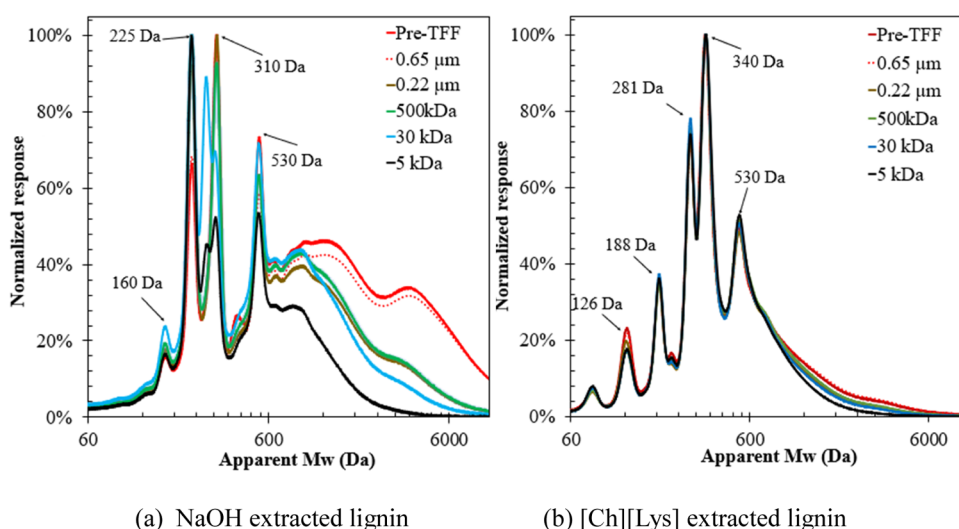 225 Da
310 Da
530 Da
160 Da
Pre-TFF
0.65 µm
0.22 µm
500kDa
30 kDa
5 kDa
100%
80%
60%
40%
20%
0%
Normalized response
60
600
6000
Apparent Mw (Da)
(a) NaOH extracted lignin
340 Da
281 Da
530 Da
188 Da
126 Da
Pre-TFF
0.65 µm
0.22 µm
500kDa
30 kDa
5 kDa
100%
80%
60%
40%
20%
0%
Normalized response
60
600
6000
Apparent Mw (Da)
(b) [Ch][Lys] extracted lignin